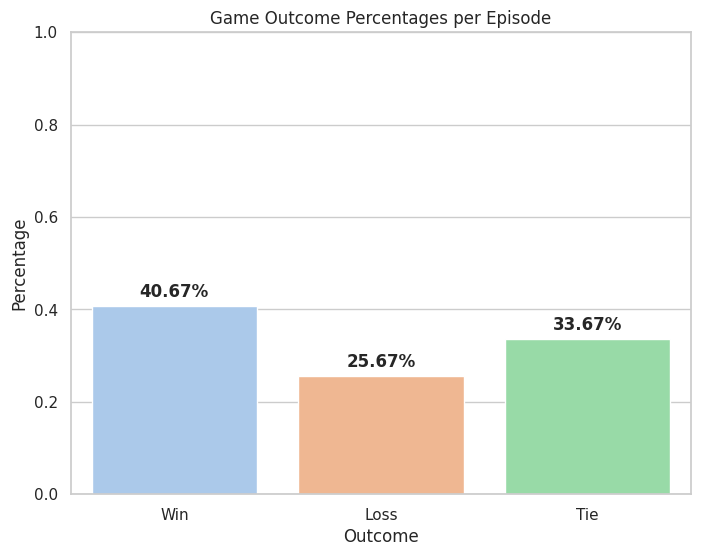 Game Outcome Percentages per Episode
1.0
0.8
0.6
0.4
0.2
0.0
Percentage
40.67%
25.67%
33.67%
Win Loss Tie
Outcome